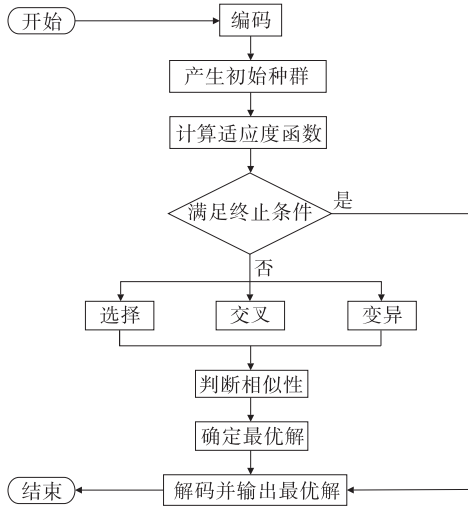 开始
编码
产生初始种群
计算适应度函数
满足终止条件
是
否
选择
交叉
变异
判断相似性
确定最优解
结束
解码并输出最优解